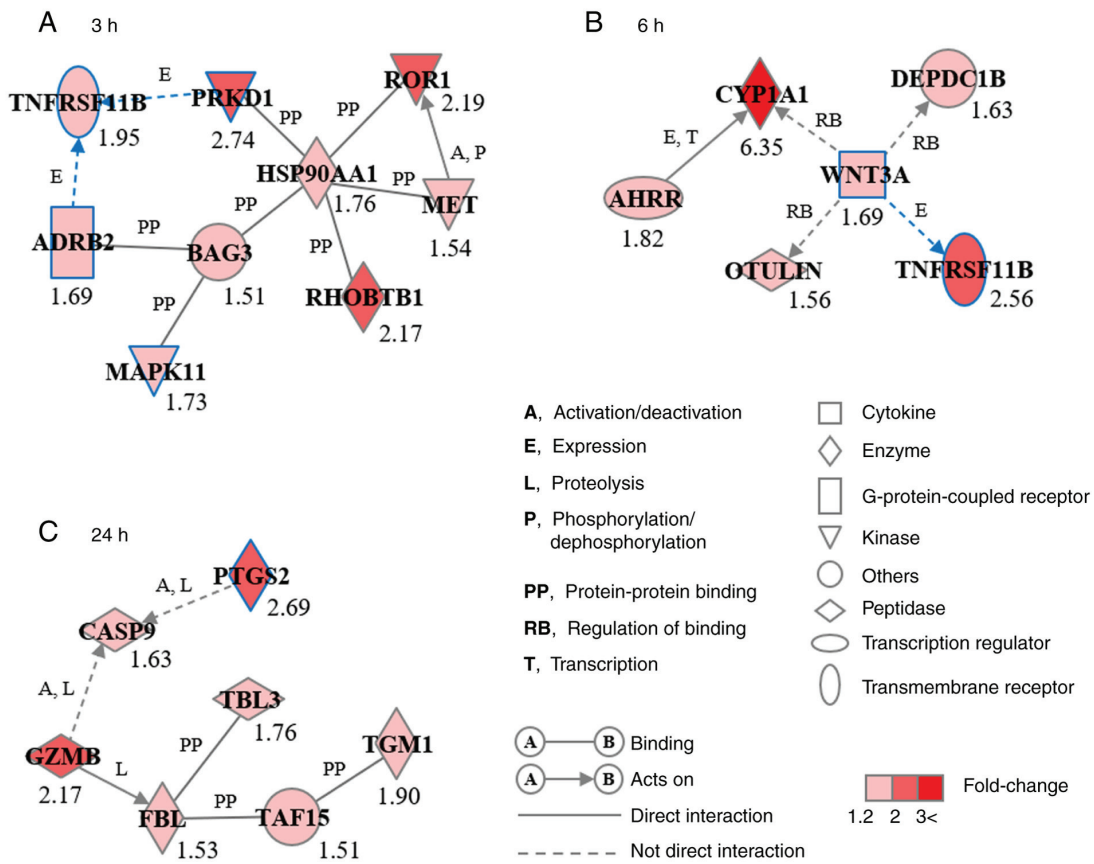 A 3 h
TNFRSF11B
1.95
E
PRKD1
2.74
PP
PP
ROR1
2.19
A, P
HSP90AA1
1.76
PP
MET
1.54
E
ADRB2
1.69
PP
BAG3
1.51
PP
PP
RHOBTB1
2.17
PP
MAPK11
1.73
B 6 h
CYP1A1
6.35
DEPDC1B
1.63
RB
RB
E, T
AHRR
1.82
WNT3A
1.69
RB
E
OTULIN
1.56
TNFRSF11B
2.56
C 24 h
PTGS2
2.69
A, L
CASP9
1.63
A, L
TBL3
1.76
GZMB
2.17
L
PP
TGM1
1.90
PP
FBL
1.53
PP
TAF15
1.51
A, Activation/deactivation
E, Expression
L, Proteolysis
P, Phosphorylation/
dephosphorylation
PP, Protein-protein binding
RB, Regulation of binding
T, Transcription
Cytokine
Enzyme
G-protein-coupled receptor
Kinase
Others
Peptidase
Transcription regulator
Transmembrane receptor
A B Binding
A B Acts on
Direct interaction
Not direct interaction
Fold-change
1.2 2 3<